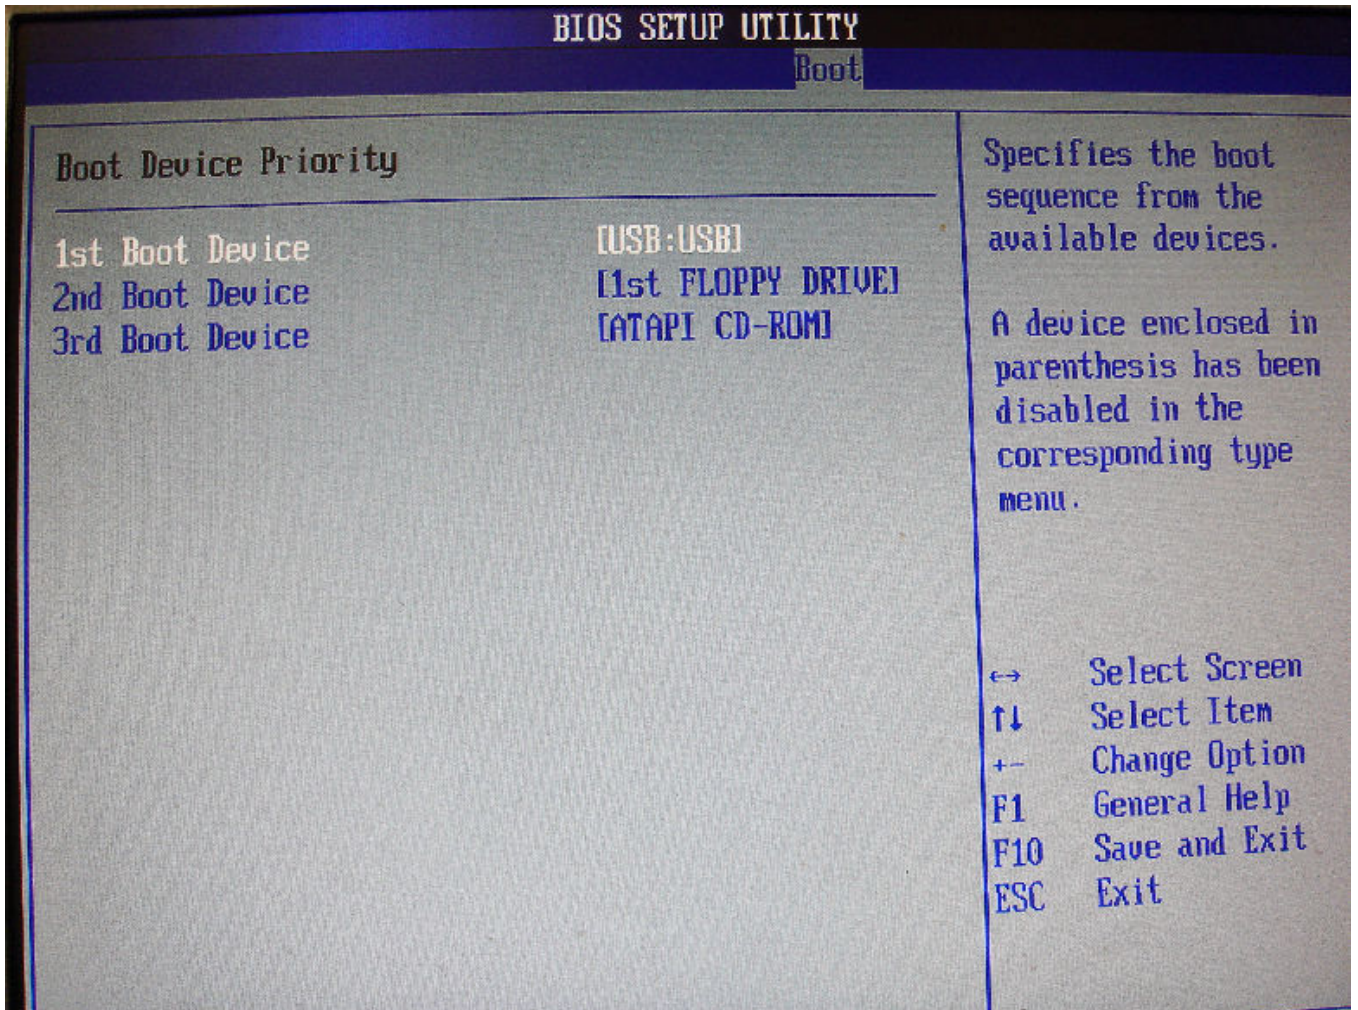 BIOS SETUP UTILITY
Boot
Boot Device Priority
1st Boot Device [USB:USB]
2nd Boot Device [1st FLOPPY DRIVE]
3rd Boot Device [ATAPI CD-ROM]
Specifies the boot
sequence from the
available devices.
A device enclosed in
parenthesis has been
disabled in the
corresponding type
menu.
←→ Select Screen
↑↓ Select Item
+- Change Option
F1 General Help
F10 Save and Exit
ESC Exit